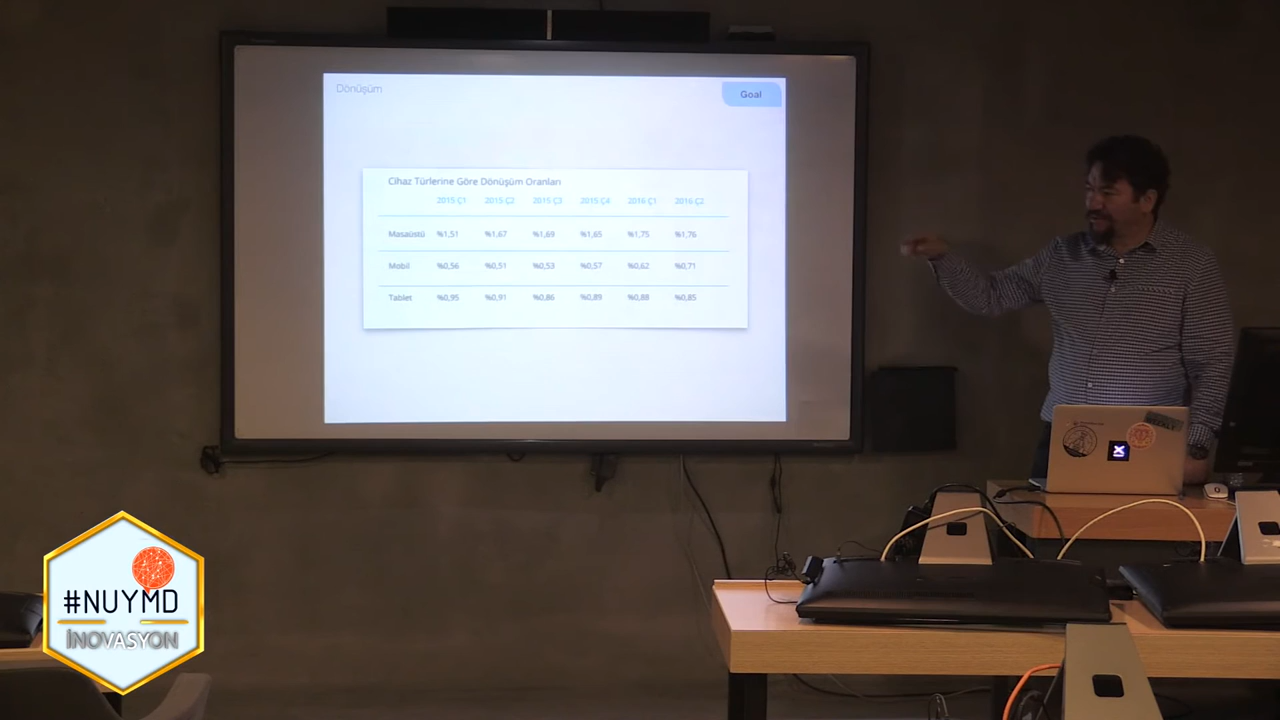 Dönüşüm
Goal
Cihaz Türlerine Göre Dönüşüm Oranları
2015 Ç1 2015 Ç2 2015 Ç3 2015 Ç4 2016 Ç1 2016 Ç2
Masaüstü %1,51 %1,67 %1,69 %1,65 %1,75 %1,76
Mobil %0,56 %0,51 %0,53 %0,57 %0,62 %0,71
Tablet %0,95 %0,91 %0,86 %0,89 %0,88 %0,85
#NUYMD
İNOVASYON